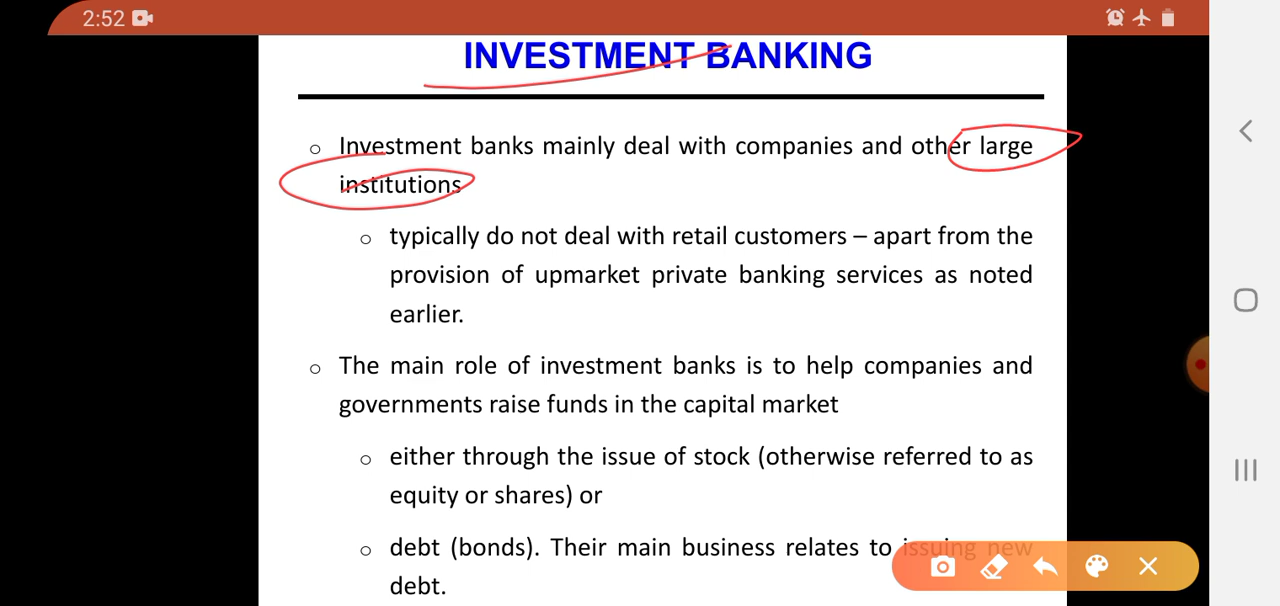 2:52
INVESTMENT BANKING
o Investment banks mainly deal with companies and other large
institutions
o typically do not deal with retail customers – apart from the
provision of upmarket private banking services as noted
earlier.
o The main role of investment banks is to help companies and
governments raise funds in the capital market
o either through the issue of stock (otherwise referred to as
equity or shares) or
o debt (bonds). Their main business relates to issuing new
debt.